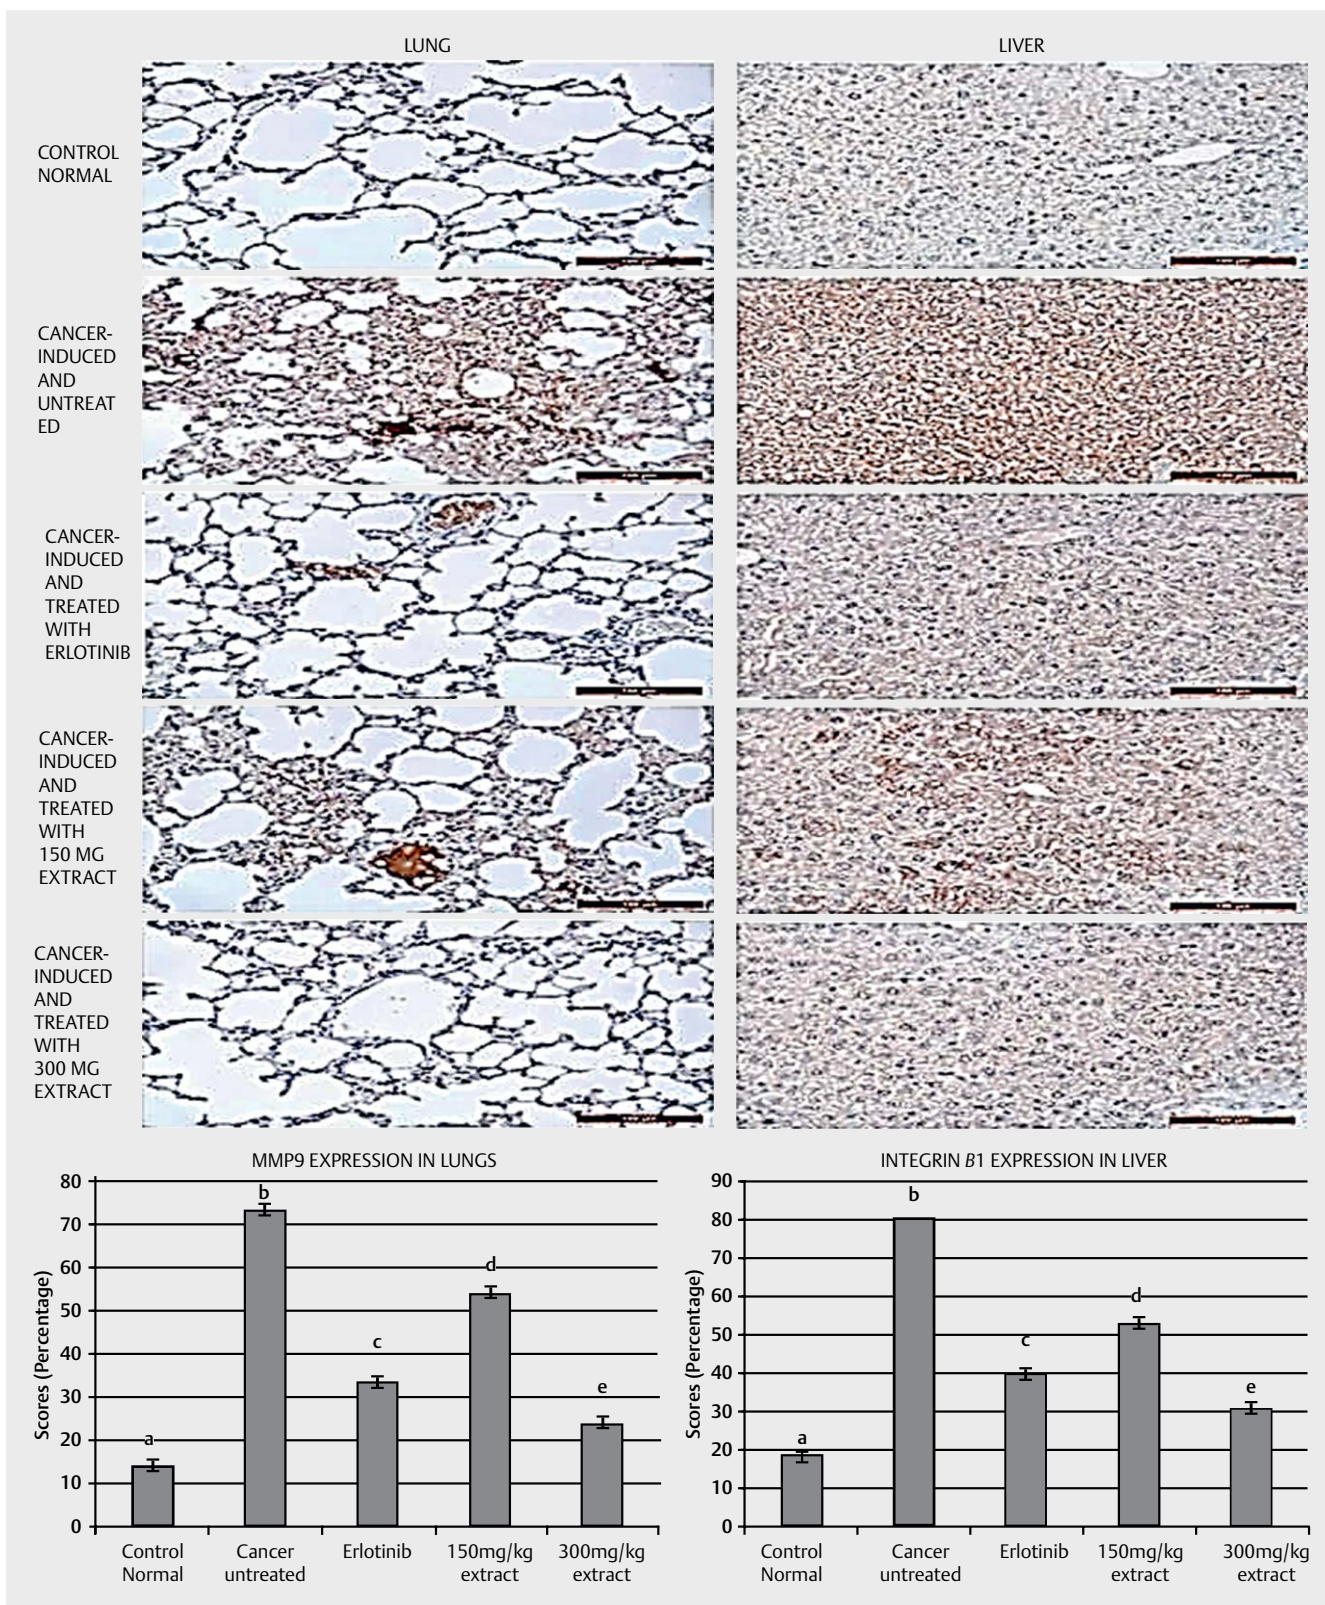 LUNG
LIVER
CONTROL
NORMAL
CANCER-
INDUCED
AND
UNTREAT
ED
CANCER-
INDUCED
AND
TREATED
WITH
ERLOTINIB
CANCER-
INDUCED
AND
TREATED
WITH
150 MG
EXTRACT
CANCER-
INDUCED
AND
TREATED
WITH
300 MG
EXTRACT
MMP9 EXPRESSION IN LUNGS
Scores (Percentage)
80
70
60
50
40
30
20
10
0
a
b
c
d
e
Control
Normal
Cancer
untreated
Erlotinib
150mg/kg
extract
300mg/kg
extract
INTEGRIN B1 EXPRESSION IN LIVER
Scores (Percentage)
90
80
70
60
50
40
30
20
10
0
a
b
c
d
e
Control
Normal
Cancer
untreated
Erlotinib
150mg/kg
extract
300mg/kg
extract